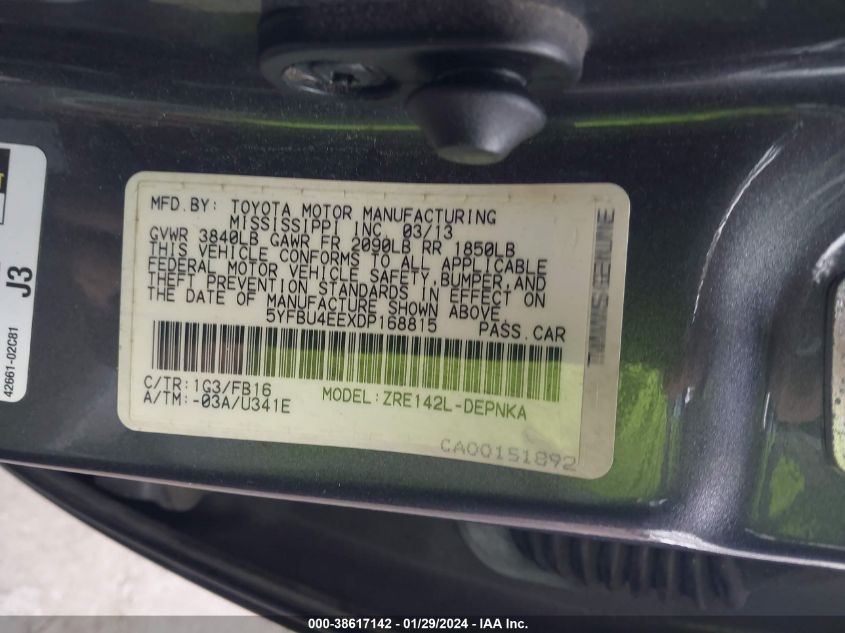 MFD.BY: TOYOTA MOTOR MANUFACTURING
MISSISSIPPI INC. 03/13
GVWR 3840LB GAWR FR 2090LB RR 1850LB
THIS VEHICLE CONFORMS TO ALL APPLICABLE
FEDERAL MOTOR VEHICLE SAFETY, BUMPER, AND
THEFT PREVENTION STANDARDS IN EFFECT ON
THE DATE OF MANUFACTURE SHOWN ABOVE.
5YFBU4EEXDP168815 PASS.CAR
C/TR: 1G3/FB16
A/TM: -03A/U341E
MODEL: ZRE142L-DEPNKA
CA00151892
GENUINE
42661-02C81
J3
000-38617142 — 01/29/2024 - IAA Inc.